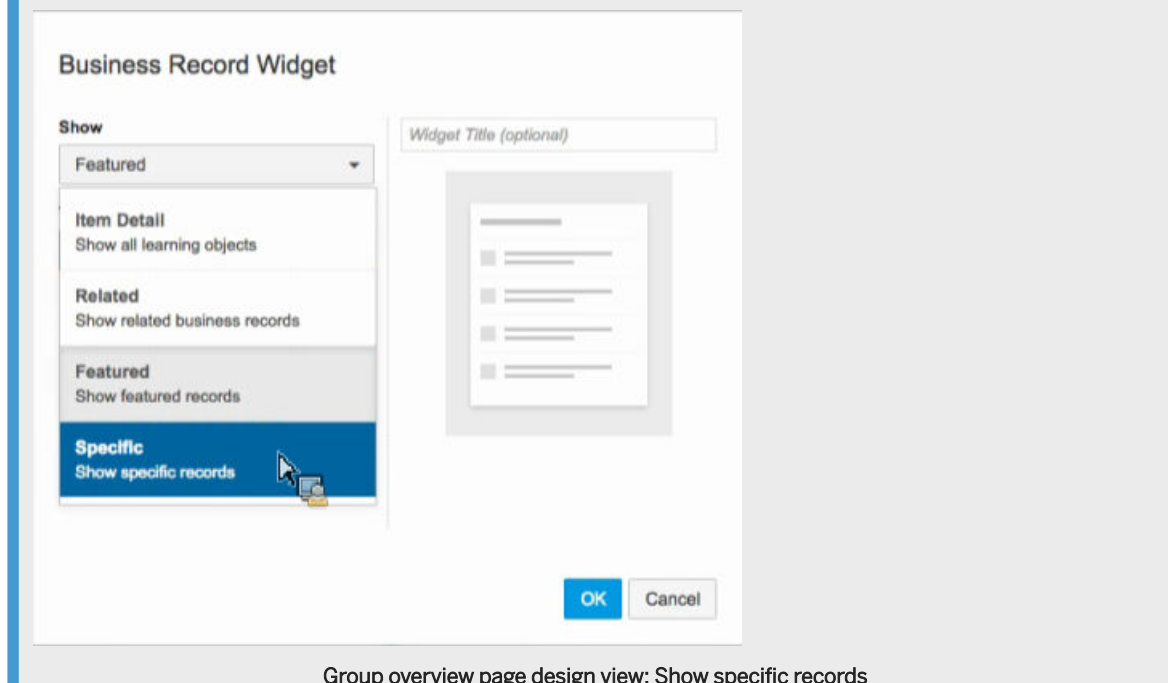 Business Record Widget
Show
Featured
Item Detail
Show all learning objects
Related
Show related business records
Featured
Show featured records
Specific
Show specific records
Widget Title (optional)
OK
Cancel
Group overview page design view: Show specific records